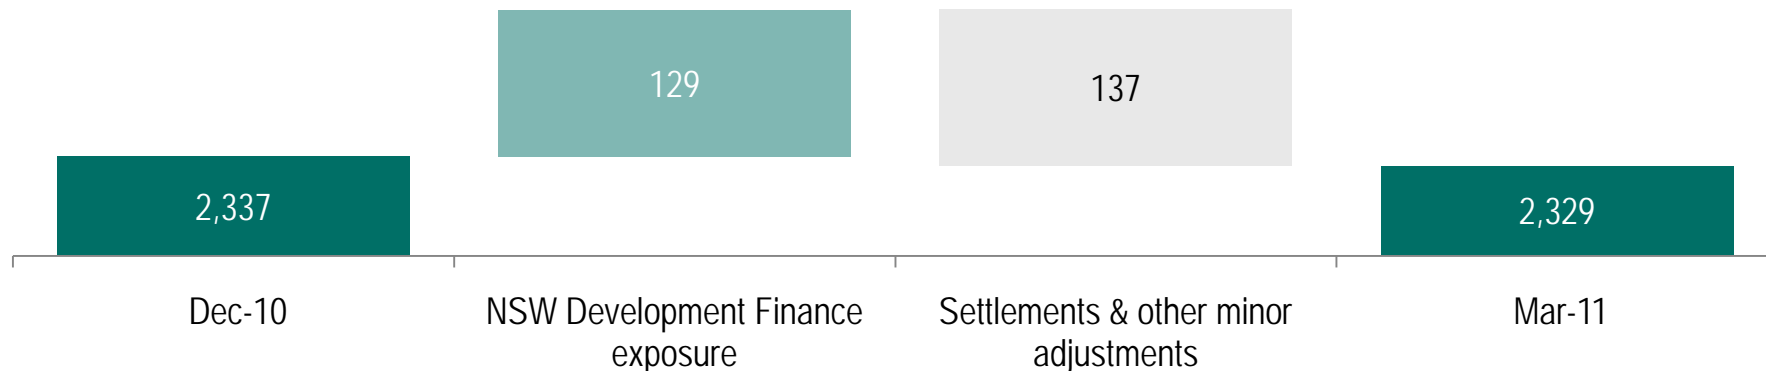 129
137
2,337
2,329
Dec-10
NSW Development Finance
exposure
Settlements & other minor
adjustments
Mar-11